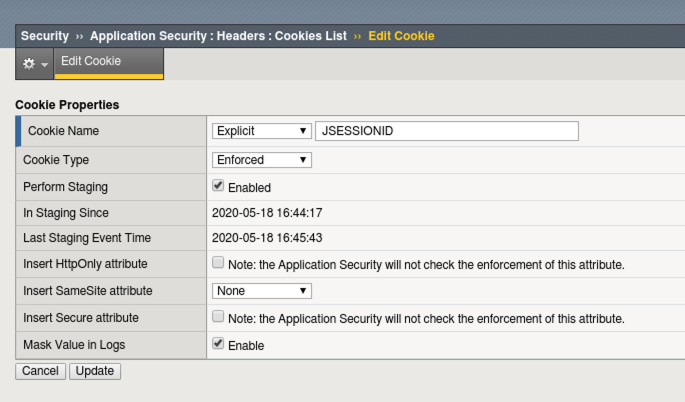 Security ›› Application Security : Headers : Cookies List ›› Edit Cookie
Edit Cookie
Cookie Properties
Cookie Name Explicit JSESSIONID
Cookie Type Enforced
Perform Staging Enabled
In Staging Since 2020-05-18 16:44:17
Last Staging Event Time 2020-05-18 16:45:43
Insert HttpOnly attribute Note: the Application Security will not check the enforcement of this attribute.
Insert SameSite attribute None
Insert Secure attribute Note: the Application Security will not check the enforcement of this attribute.
Mask Value in Logs Enable
Cancel Update